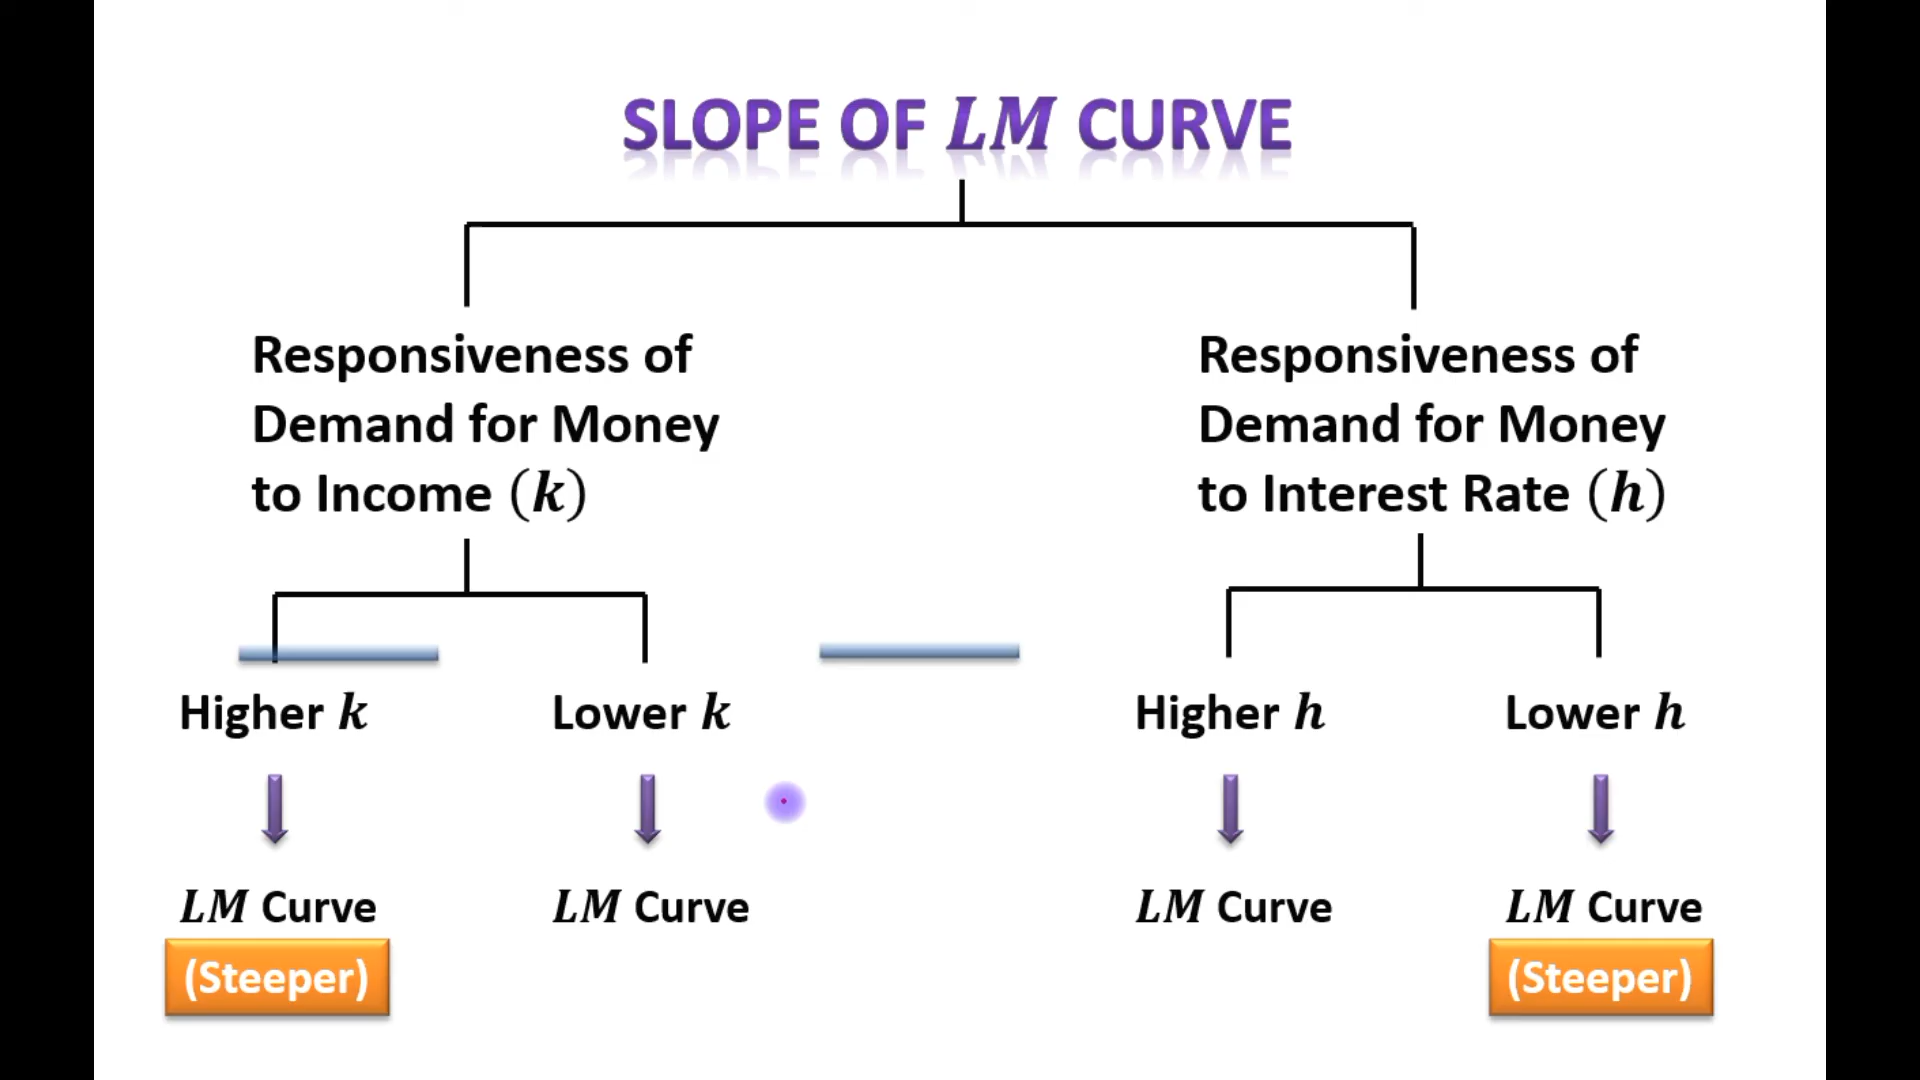 SLOPE OF LM CURVE
Responsiveness of
Demand for Money
to Income (k)
Responsiveness of
Demand for Money
to Interest Rate (h)
Higher k
Lower k
Higher h
Lower h
LM Curve
(Steeper)
LM Curve
LM Curve
LM Curve
(Steeper)